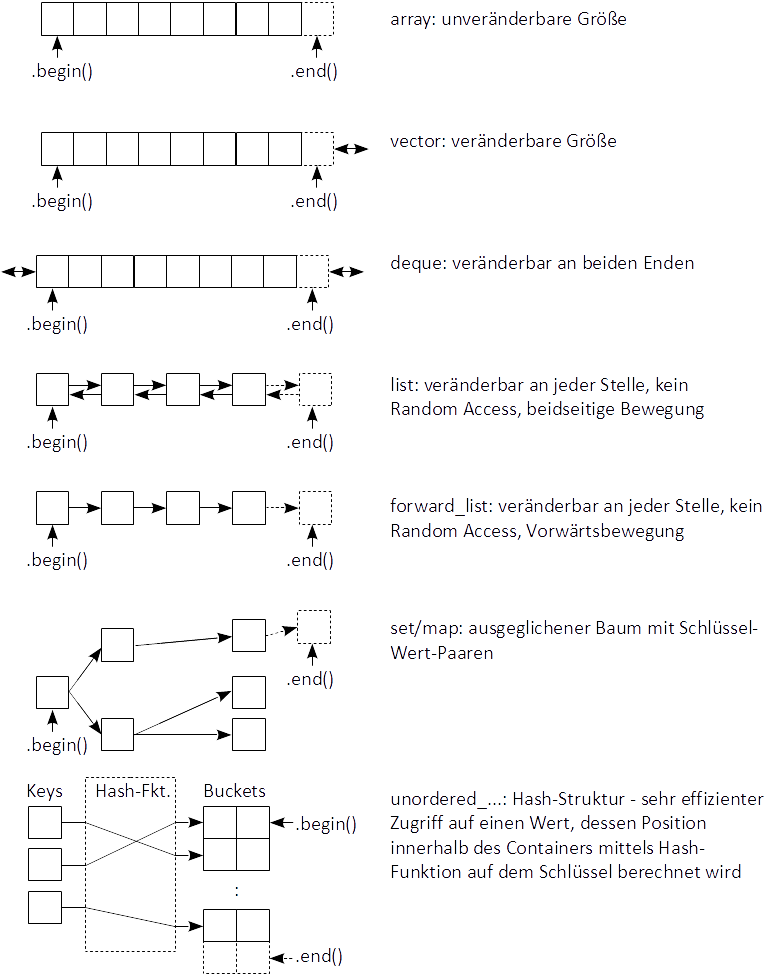 array: unveränderbare Größe
.begin()
.end()
vector: veränderbare Größe
.begin()
.end()
deque: veränderbar an beiden Enden
.begin()
.end()
list: veränderbar an jeder Stelle, kein
Random Access, beidseitige Bewegung
.begin()
.end()
forward_list: veränderbar an jeder Stelle, kein
Random Access, Vorwärtsbewegung
.begin()
.end()
set/map: ausgeglichener Baum mit Schlüssel-
Wert-Paaren
.end()
.begin()
Keys
Hash-Fkt.
Buckets
unordered_...: Hash-Struktur - sehr effizienter
Zugriff auf einen Wert, dessen Position
innerhalb des Containers mittels Hash-
Funktion auf dem Schlüssel berechnet wird
.begin()
:
.end()